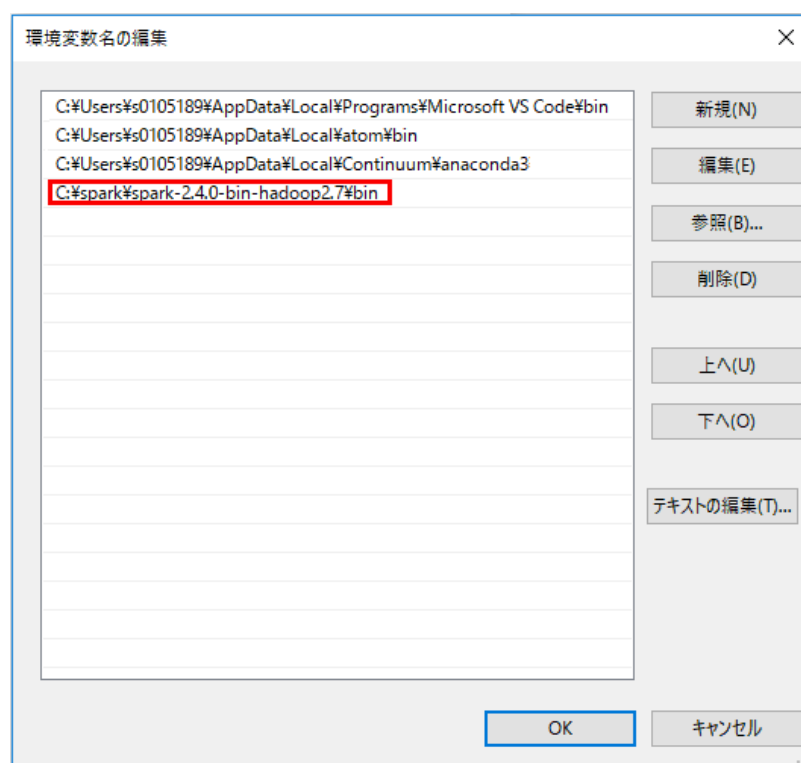 環境変数名の編集
C:¥Users¥s0105189¥AppData¥Local¥Programs¥Microsoft VS Code¥bin
C:¥Users¥s0105189¥AppData¥Local¥atom¥bin
C:¥Users¥s0105189¥AppData¥Local¥Continuum¥anaconda3
C:¥spark¥spark-2.4.0-bin-hadoop2.7¥bin
新規(N)
編集(E)
参照(B)...
削除(D)
上へ(U)
下へ(O)
テキストの編集(T)...
OK
キャンセル